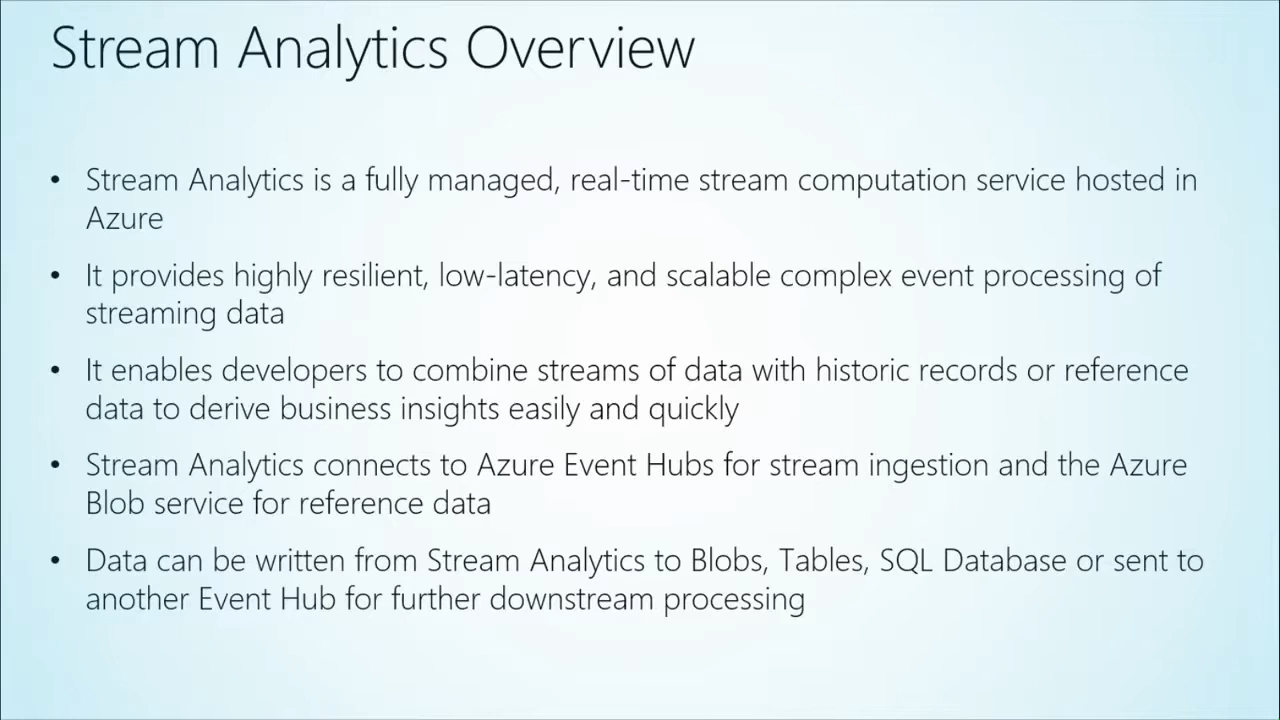 Stream Analytics Overview
• Stream Analytics is a fully managed, real-time stream computation service hosted in
Azure
• It provides highly resilient, low-latency, and scalable complex event processing of
streaming data
• It enables developers to combine streams of data with historic records or reference
data to derive business insights easily and quickly
• Stream Analytics connects to Azure Event Hubs for stream ingestion and the Azure
Blob service for reference data
• Data can be written from Stream Analytics to Blobs, Tables, SQL Database or sent to
another Event Hub for further downstream processing